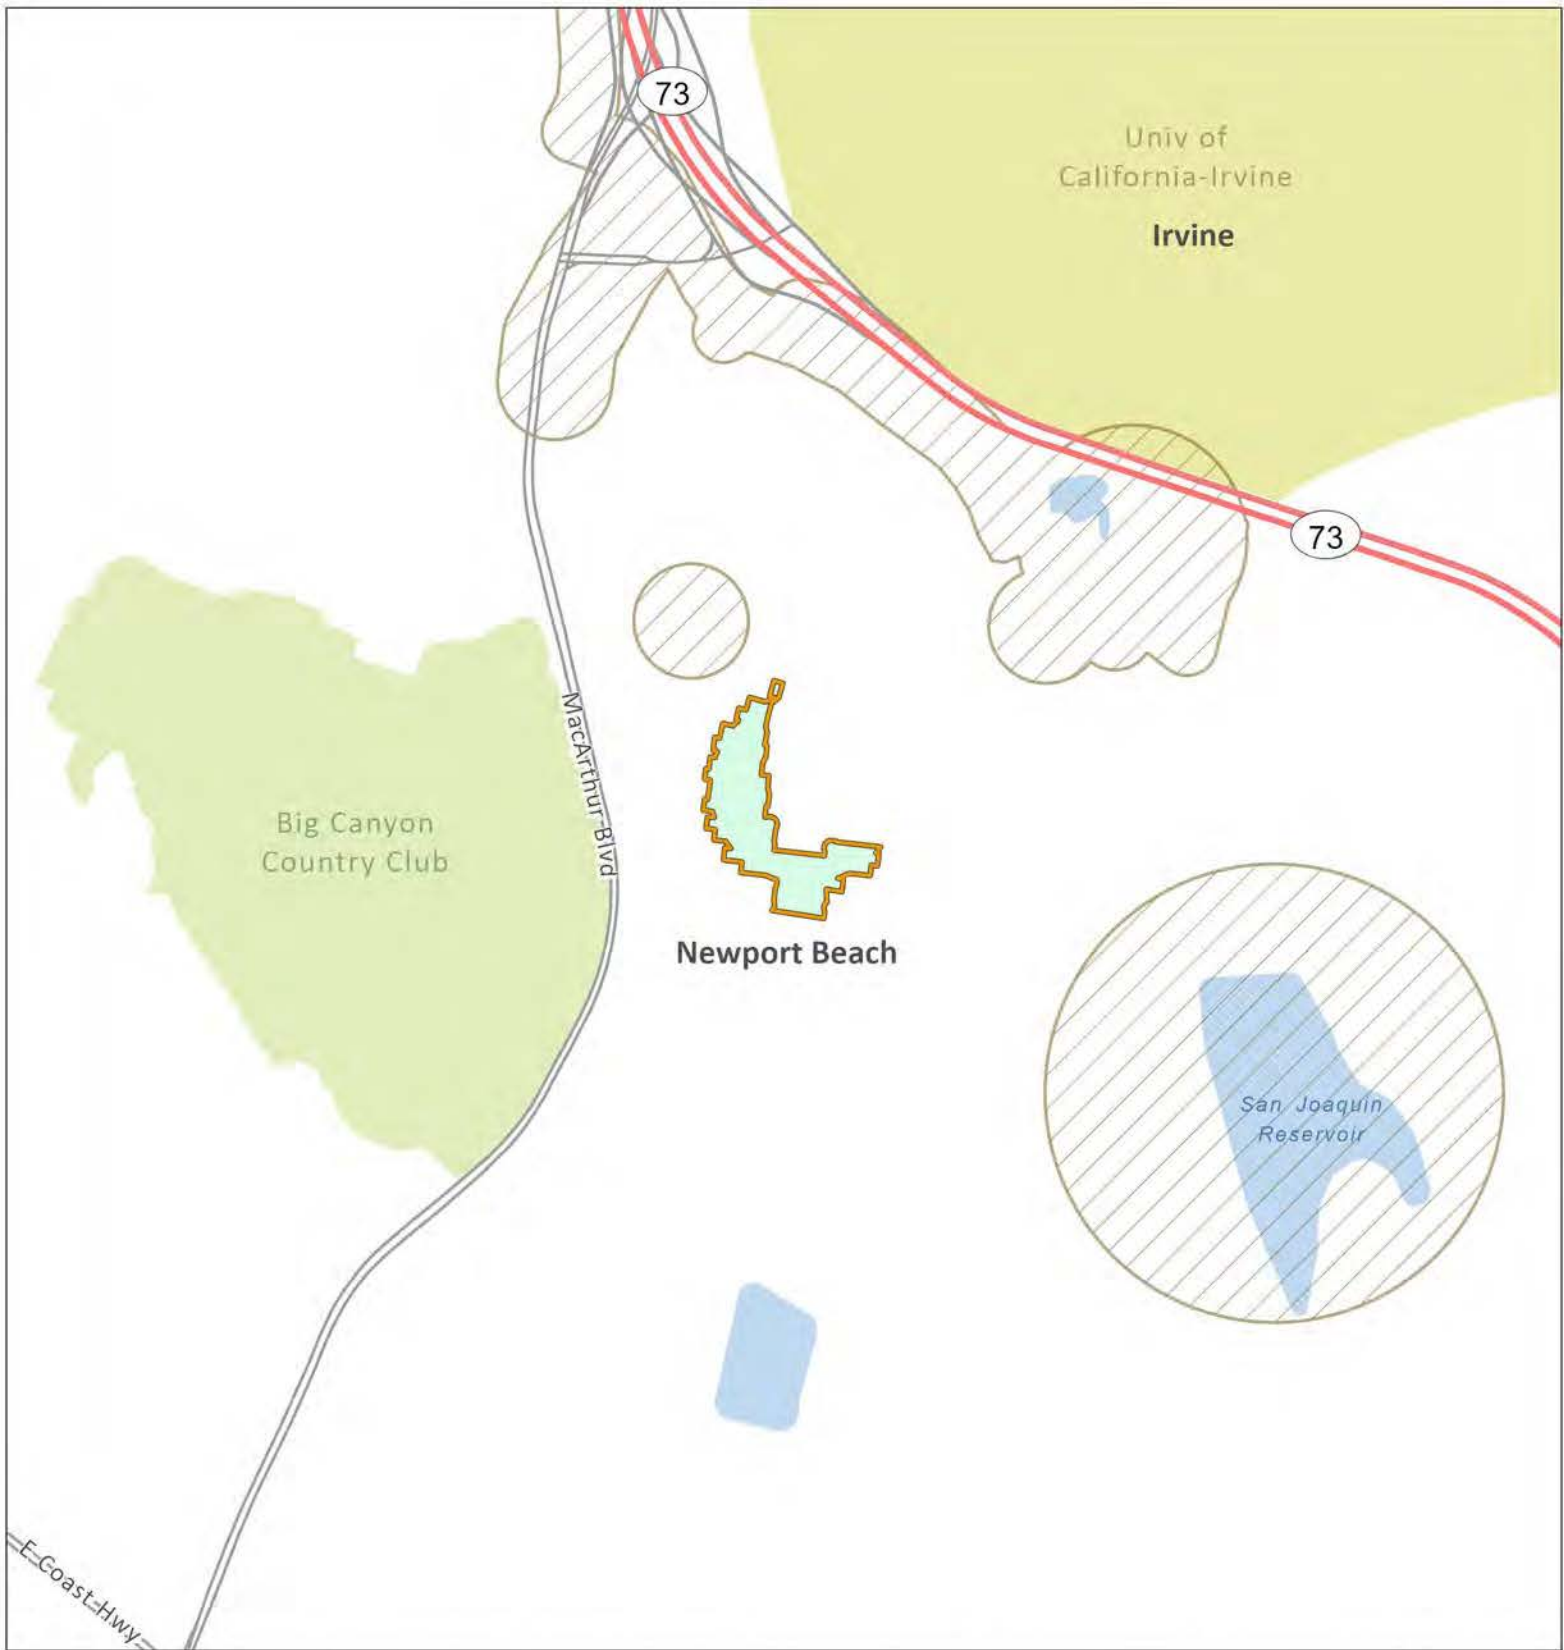 73
Univ of
California-Irvine
Irvine
73
MacArthur Blvd
Big Canyon
Country Club
Newport Beach
San Joaquin
Reservoir
E Coast Hwy